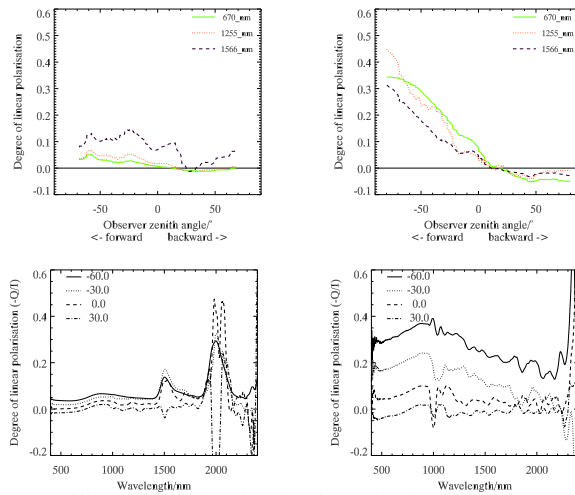 0.6
0.5
0.4
0.3
0.2
0.1
0.0
-0.1
Degree of linear polarisation
670_nm
1255_nm
1566_nm
-50 0 50
Observer zenith angle/°
<- forward backward ->
0.6
0.5
0.4
0.3
0.2
0.1
0.0
-0.1
Degree of linear polarisation
670_nm
1255_nm
1566_nm
-50 0 50
Observer zenith angle/°
<- forward backward ->
0.6
0.4
0.2
0.0
-0.2
Degree of linear polarisation (-Q/I)
-60.0
-30.0
0.0
30.0
500 1000 1500 2000
Wavelength/nm
0.6
0.4
0.2
0.0
-0.2
Degree of linear polarisation (-Q/I)
-60.0
-30.0
0.0
30.0
500 1000 1500 2000
Wavelength/nm